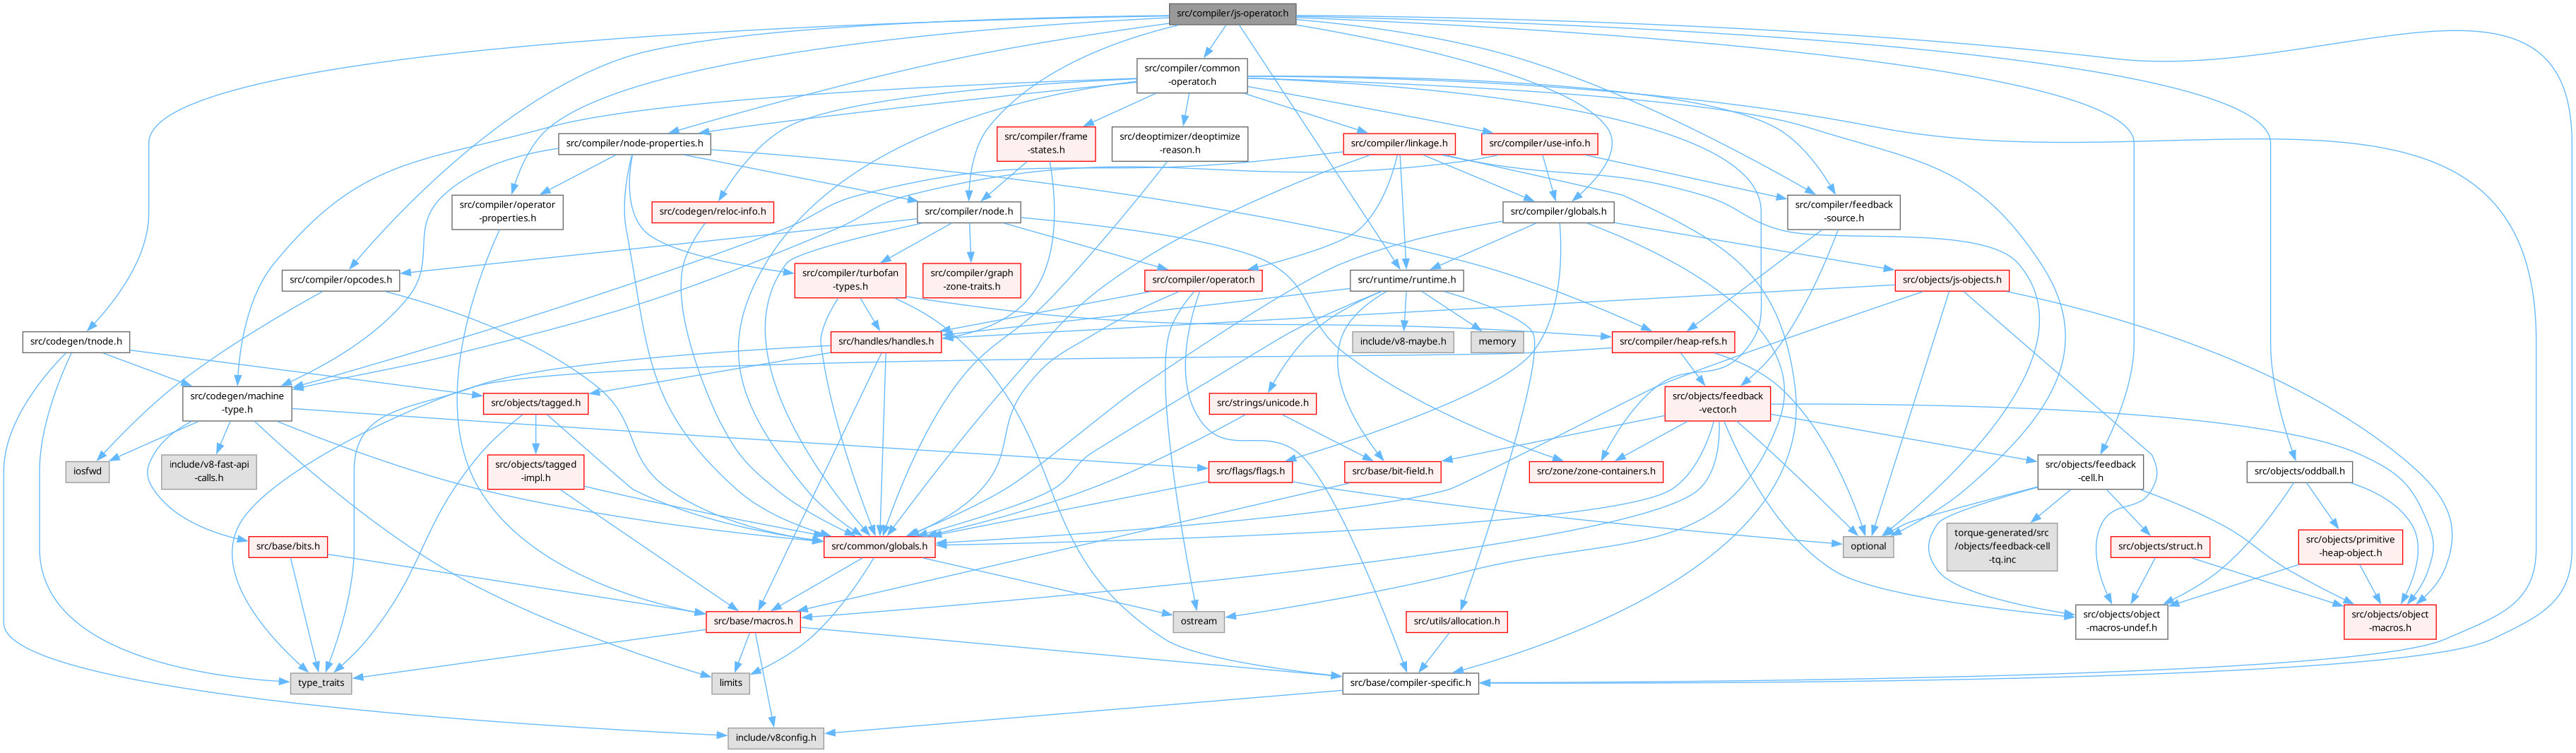 src/compiler/js-operator.h
src/compiler/common
-operator.h
src/compiler/node-properties.h
src/compiler/frame
-states.h
src/deoptimizer/deoptimize
-reason.h
src/compiler/linkage.h
src/compiler/use-info.h
src/compiler/operator
-properties.h
src/codegen/reloc-info.h
src/compiler/node.h
src/compiler/globals.h
src/compiler/feedback
-source.h
src/compiler/opcodes.h
src/compiler/turbofan
-types.h
src/compiler/graph
-zone-traits.h
src/compiler/operator.h
src/runtime/runtime.h
src/objects/js-objects.h
src/codegen/tnode.h
src/handles/handles.h
include/v8-maybe.h
memory
src/compiler/heap-refs.h
src/codegen/machine
-type.h
src/objects/tagged.h
src/strings/unicode.h
src/objects/feedback
-vector.h
iosfwd
include/v8-fast-api
-calls.h
src/objects/tagged
-impl.h
src/flags/flags.h
src/base/bit-field.h
src/zone/zone-containers.h
src/objects/feedback
-cell.h
src/objects/oddball.h
src/base/bits.h
src/common/globals.h
optional
torque-generated/src
/objects/feedback-cell
-tq.inc
src/objects/struct.h
src/objects/primitive
-heap-object.h
src/base/macros.h
ostream
src/utils/allocation.h
src/objects/object
-macros-undef.h
src/objects/object
-macros.h
type_traits
limits
src/base/compiler-specific.h
include/v8config.h